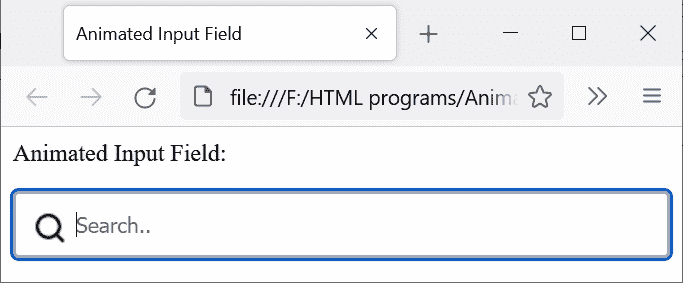 Animated Input Field
file:///F:/HTML programs/Anima
Animated Input Field:
Search..